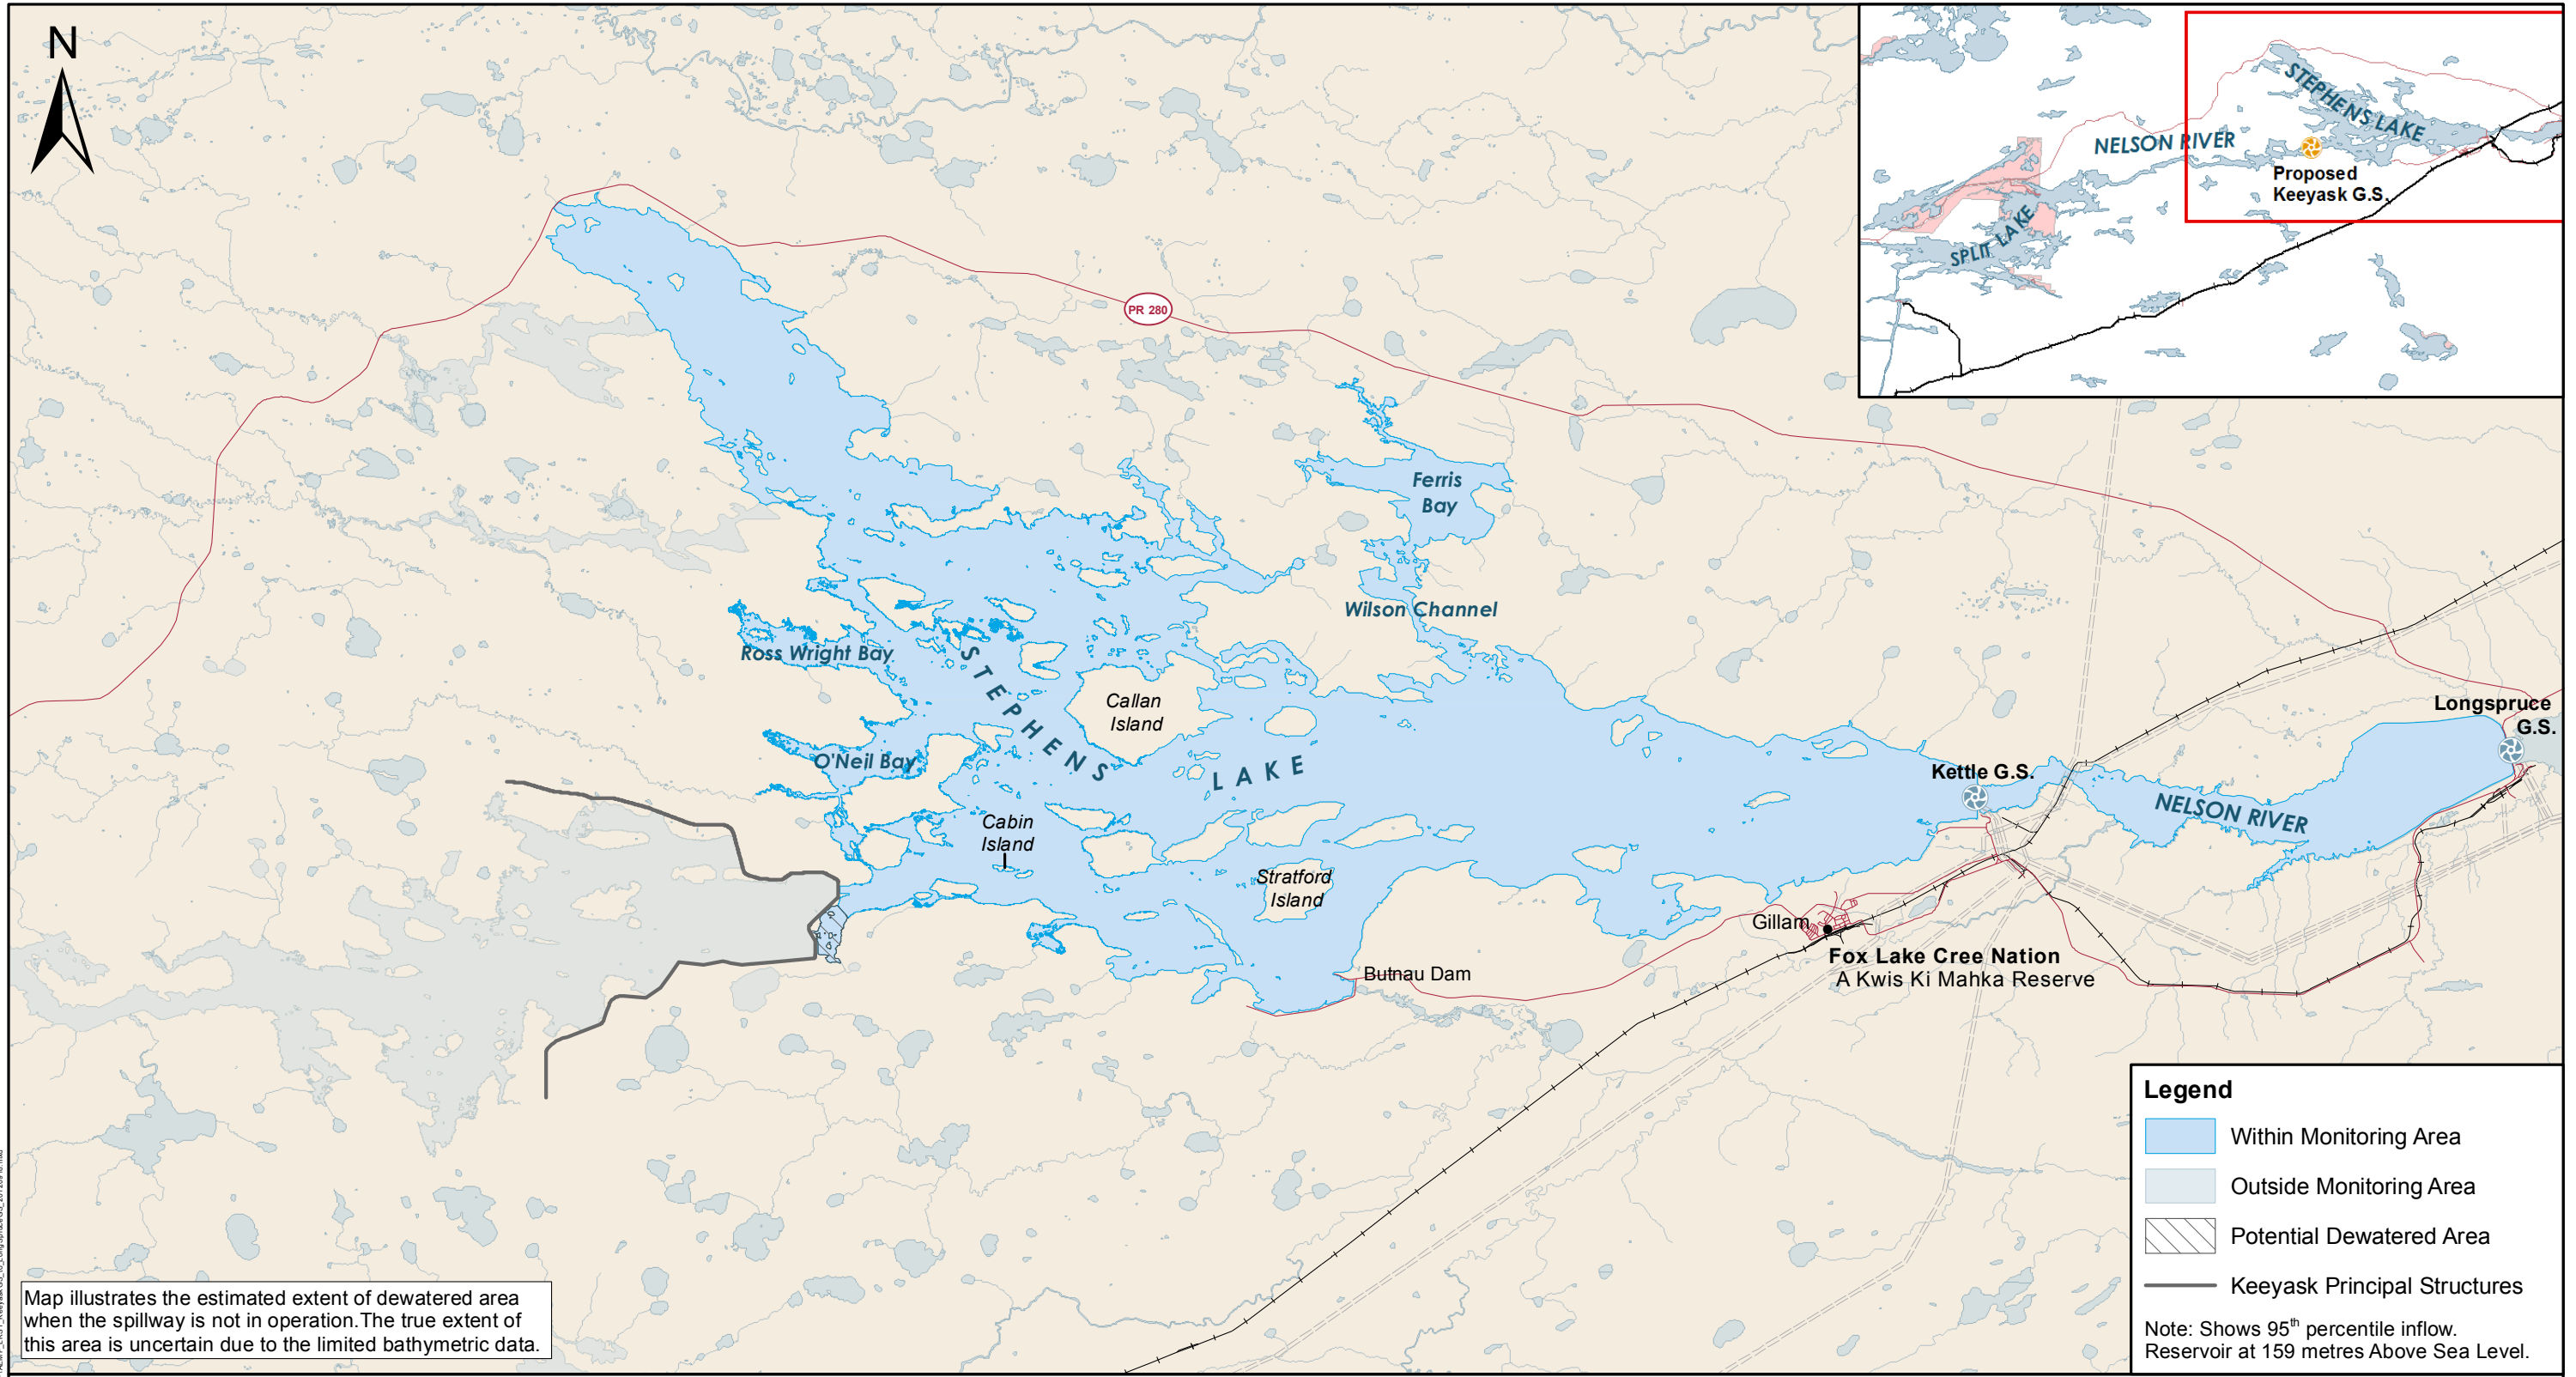 N
STEPHENS LAKE
NELSON RIVER
Proposed
Keeyask G.S.
SPLIT LAKE
PR 280
Ferris
Bay
Wilson Channel
Ross Wright Bay
STEPHENS
LAKE
Callan
Island
O'Neil Bay
Longspruce
G.S.
Kettle G.S.
NELSON RIVER
Cabin
Island
Stratford
Island
Gillam
Butnau Dam
Fox Lake Cree Nation
A Kwis Ki Mahka Reserve
Legend
Within Monitoring Area
Outside Monitoring Area
Potential Dewatered Area
Keeyask Principal Structures
Note: Shows 95th percentile inflow.
Reservoir at 159 metres Above Sea Level.
Map illustrates the estimated extent of dewatered area
when the spillway is not in operation.The true extent of
this area is uncertain due to the limited bathymetric data.